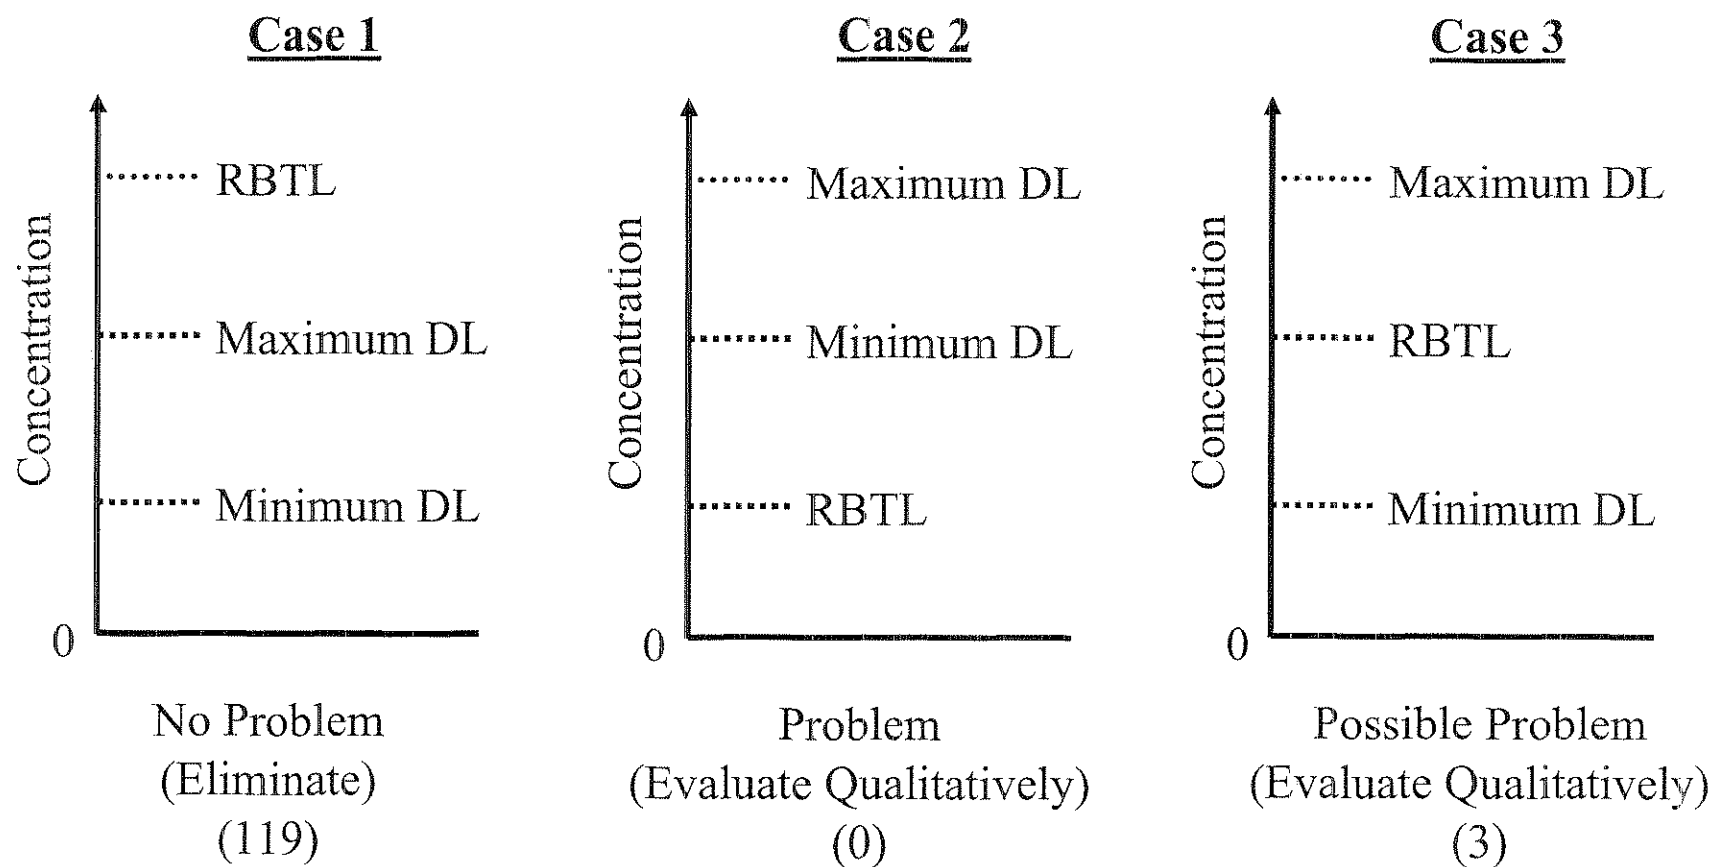 Case 1
Concentration
RBTL
Maximum DL
Minimum DL
0
No Problem
(Eliminate)
(119)
Case 2
Concentration
Maximum DL
Minimum DL
RBTL
0
Problem
(Evaluate Qualitatively)
(0)
Case 3
Concentration
Maximum DL
RBTL
Minimum DL
0
Possible Problem
(Evaluate Qualitatively)
(3)